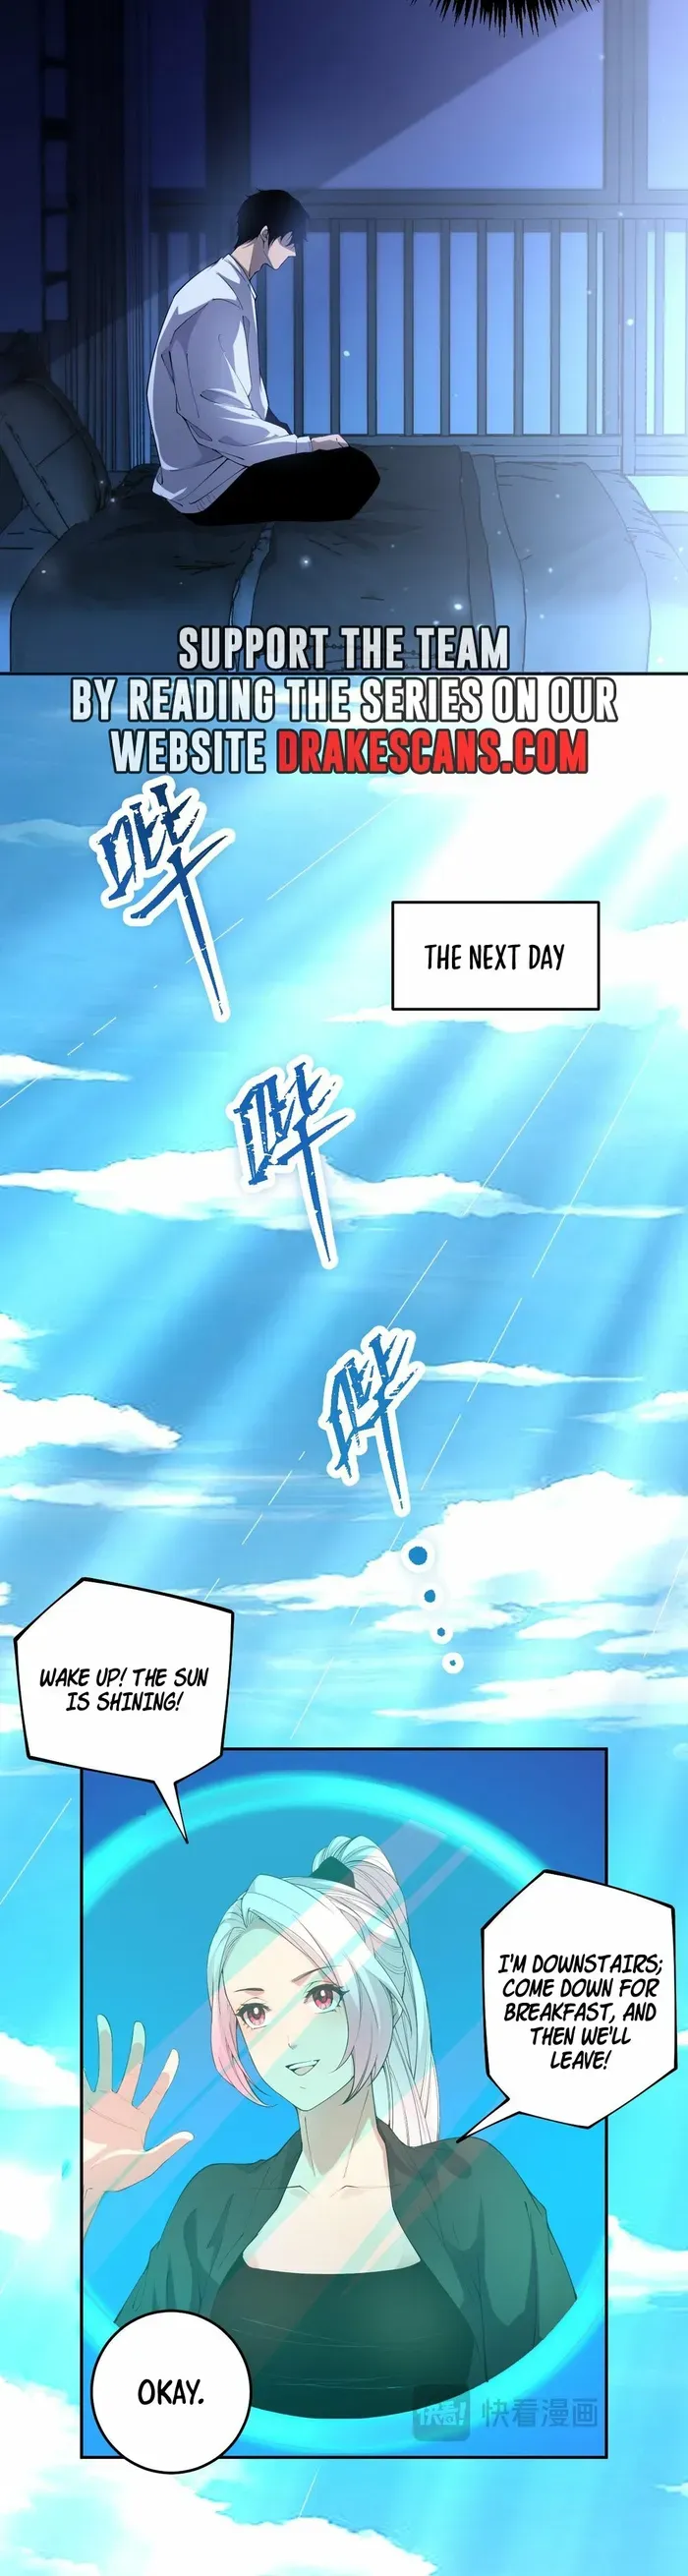 SUPPORT THE TEAM
BY READING THE SERIES ON OUR
WEBSITE DRAKESCANS.COM
哔
THE NEXT DAY
哔
哔
WAKE UP! THE SUN
IS SHINING!
I'M DOWNSTAIRS;
COME DOWN FOR
BREAKFAST, AND
THEN WE'LL
LEAVE!
OKAY.
快看! 快看漫画